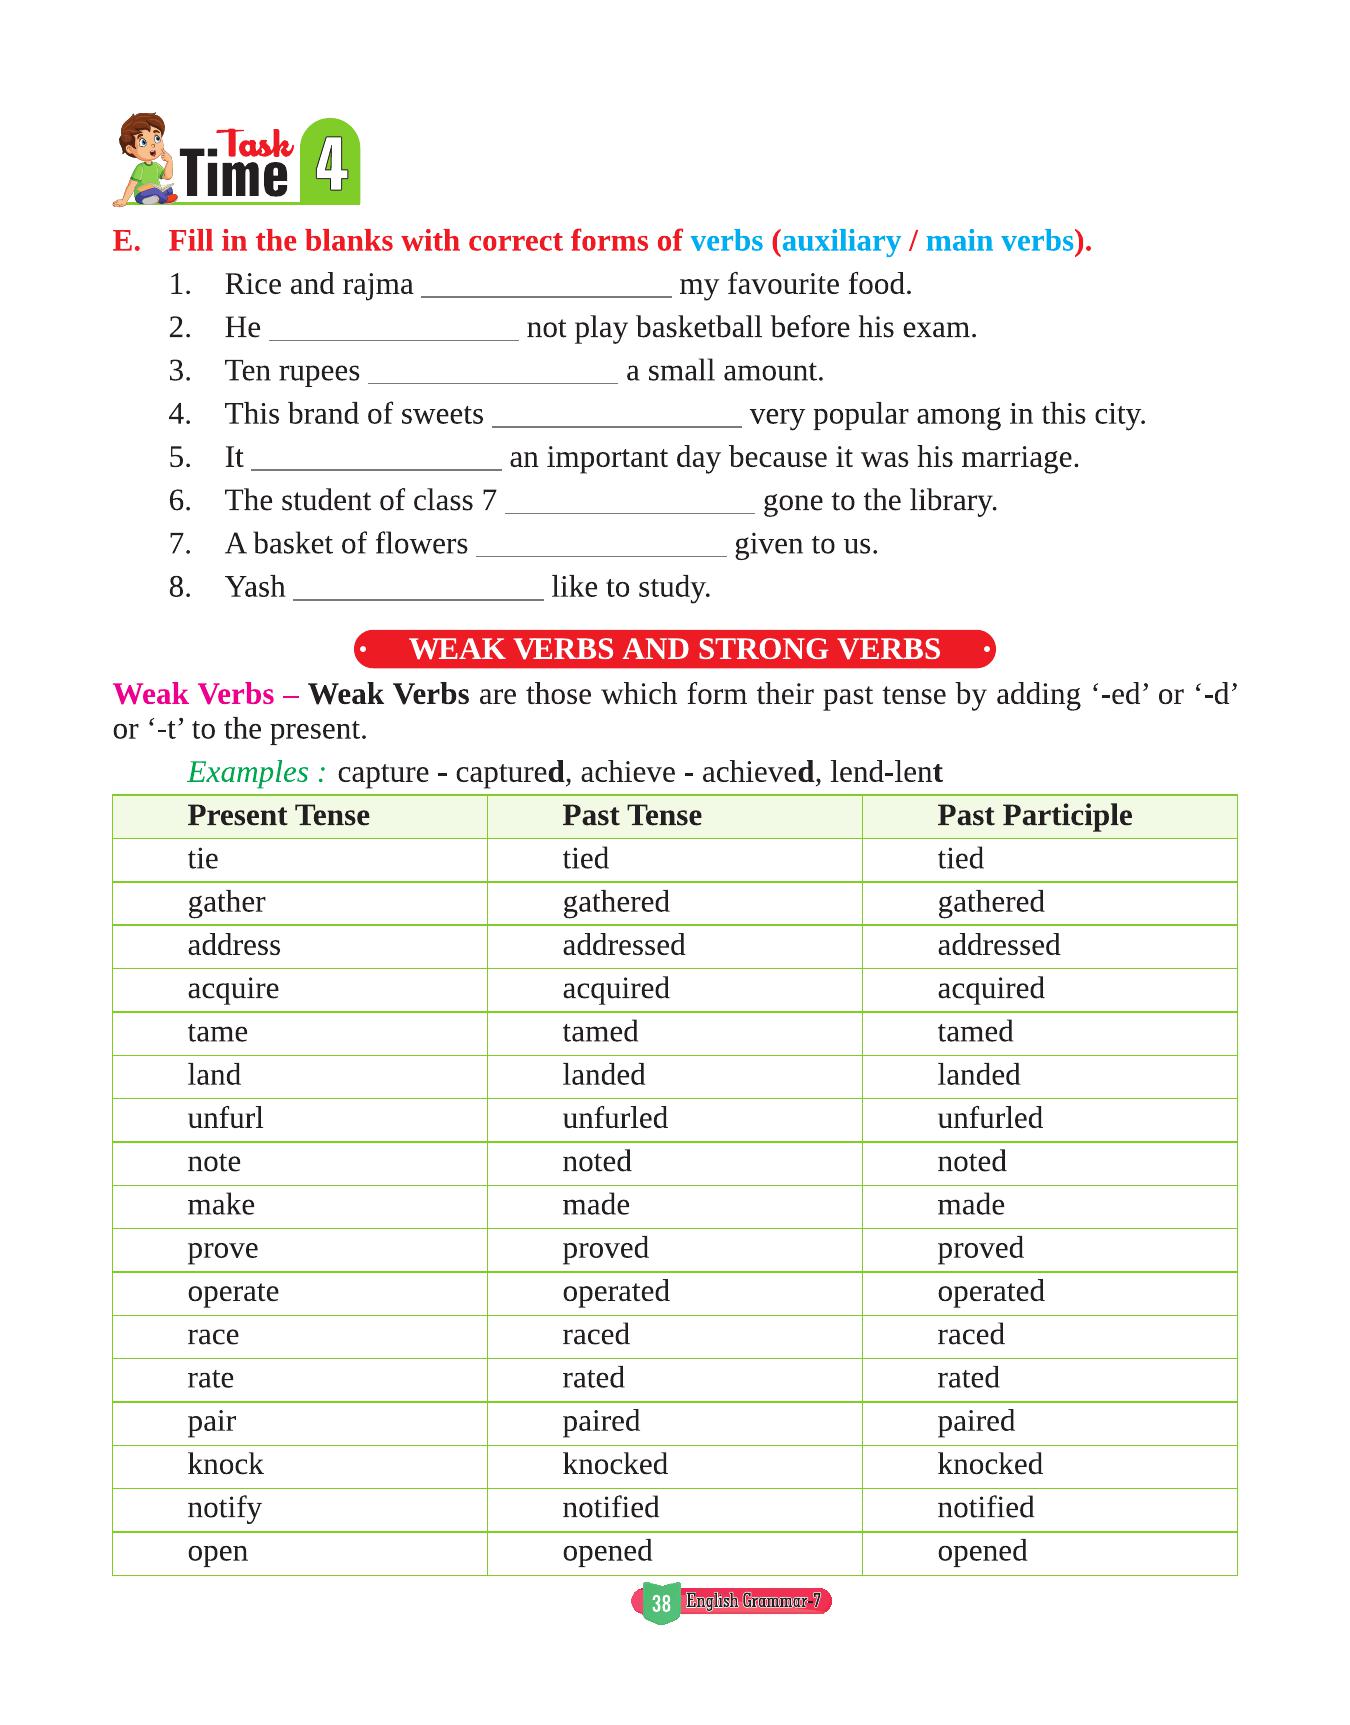 Task
Time 4
E. Fill in the blanks with correct forms of verbs (auxiliary / main verbs).
1. Rice and rajma ________________ my favourite food.
2. He ________________ not play basketball before his exam.
3. Ten rupees ________________ a small amount.
4. This brand of sweets ________________ very popular among in this city.
5. It ________________ an important day because it was his marriage.
6. The student of class 7 ________________ gone to the library.
7. A basket of flowers ________________ given to us.
8. Yash ________________ like to study.
WEAK VERBS AND STRONG VERBS
Weak Verbs – Weak Verbs are those which form their past tense by adding ‘-ed’ or ‘-d’
or ‘-t’ to the present.
Examples : capture - captured, achieve - achieved, lend-lent
Present Tense Past Tense Past Participle
tie tied tied
gather gathered gathered
address addressed addressed
acquire acquired acquired
tame tamed tamed
land landed landed
unfurl unfurled unfurled
note noted noted
make made made
prove proved proved
operate operated operated
race raced raced
rate rated rated
pair paired paired
knock knocked knocked
notify notified notified
open opened opened
38 English Grammar-7